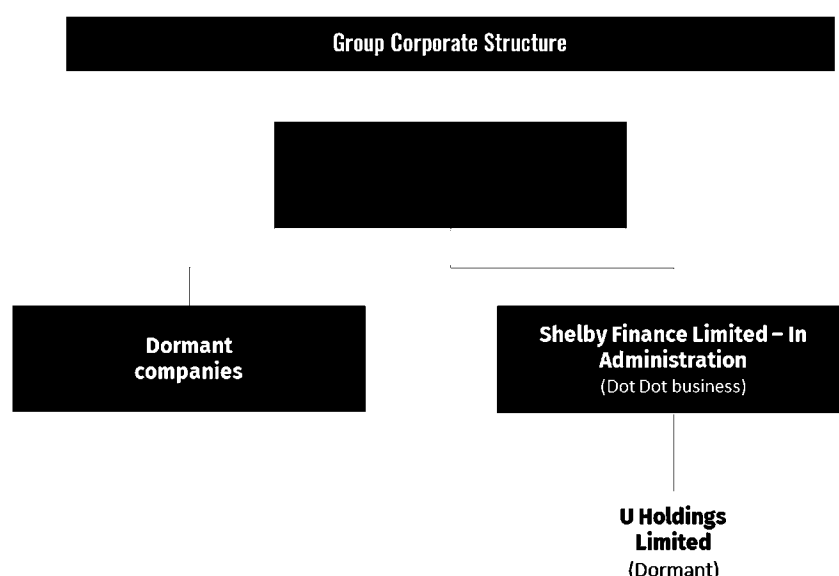 Group Corporate Structure
Dormant
companies
Shelby Finance Limited – In
Administration
(Dot Dot business)
U Holdings
Limited
(Dormant)